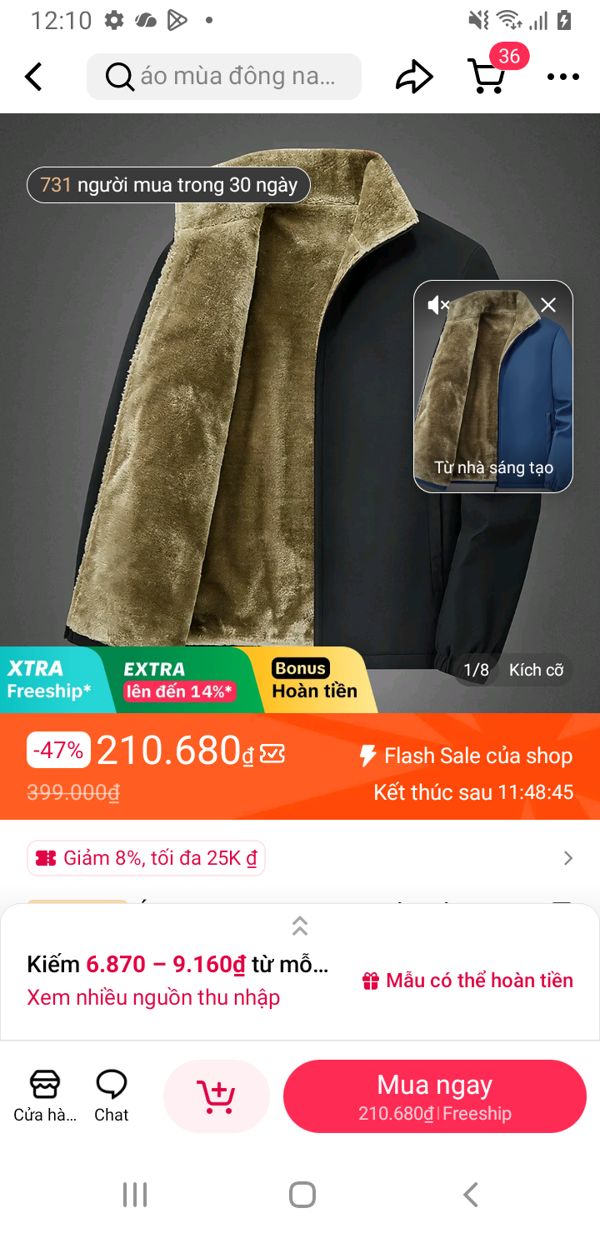 12:10
36
áo mùa đông na...
731 người mua trong 30 ngày
Từ nhà sáng tạo
XTRA
Freeship*
EXTRA
lên đến 14%*
Bonus
Hoàn tiền
1/8 Kích cỡ
-47% 210.680₫
Flash Sale của shop
399.000₫
Kết thúc sau 11:48:45
Giảm 8%, tối đa 25K ₫
Kiếm 6.870 – 9.160₫ từ mỗ...
Xem nhiều nguồn thu nhập
Mẫu có thể hoàn tiền
Cửa hà...
Chat
Mua ngay
210.680₫|Freeship